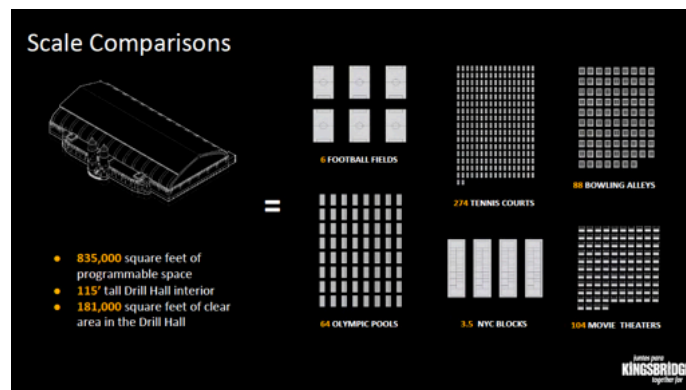 Scale Comparisons
6 FOOTBALL FIELDS
274 TENNIS COURTS
88 BOWLING ALLEYS
=
● 835,000 square feet of
programmable space
● 115' tall Drill Hall interior
● 181,000 square feet of clear
area in the Drill Hall
64 OLYMPIC POOLS
3.5 NYC BLOCKS
104 MOVIE THEATERS
juntos para
KINGSBRIDGE
together for